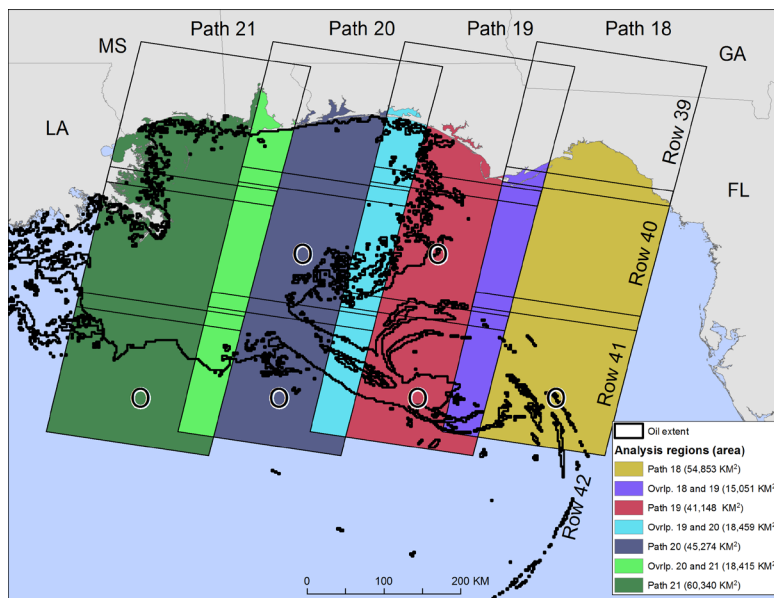 Path 21
Path 20
Path 19
Path 18
MS
GA
LA
FL
Row 39
Row 40
Row 41
Row 42
O
O
O
O
O
O
Oil extent
Analysis regions (area)
Path 18 (54,853 KM²)
Ovrlp. 18 and 19 (15,051 KM²)
Path 19 (41,148 KM²)
Ovrlp. 19 and 20 (18,459 KM²)
Path 20 (45,274 KM²)
Ovrlp. 20 and 21 (18,415 KM²)
Path 21 (60,340 KM²)
0 100 200 KM